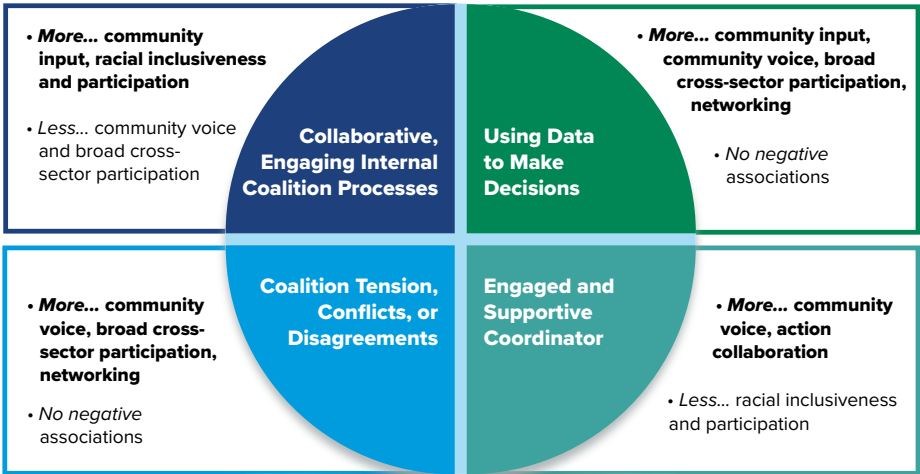 • More... community
input, racial inclusiveness
and participation
• Less... community voice
and broad cross-
sector participation
Collaborative,
Engaging Internal
Coalition Processes
Using Data
to Make
Decisions
• More... community input,
community voice, broad
cross-sector participation,
networking
• No negative
associations
• More... community
voice, broad cross-
sector participation,
networking
• No negative
associations
Coalition Tension,
Conflicts, or
Disagreements
Engaged and
Supportive
Coordinator
• More... community
voice, action
collaboration
• Less... racial inclusiveness
and participation